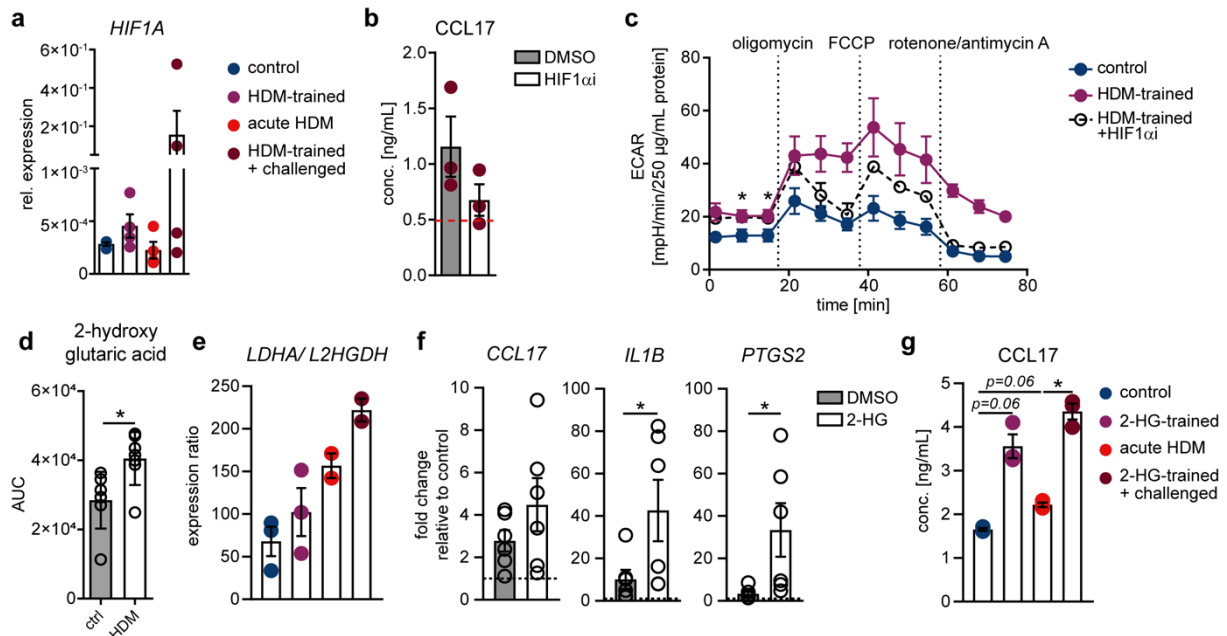 a
HIF1A
rel. expression
6×10⁻¹
4×10⁻¹
2×10⁻¹
1×10⁻³
5×10⁻⁴
0
control
HDM-trained
acute HDM
HDM-trained
+ challenged
b
CCL17
conc. [ng/mL]
2.0
1.5
1.0
0.5
0.0
DMSO
HIF1αi
c
oligomycin FCCP rotenone/antimycin A
ECAR
[mpH/min/250 µg/mL protein]
80
60
40
20
0
0 20 40 60 80
time [min]
* *
control
HDM-trained
HDM-trained
+HIF1αi
d
2-hydroxy
glutaric acid
AUC
6×10⁴
4×10⁴
2×10⁴
0
*
ctrl HDM
e
LDHA/ L2HGDH
expression ratio
250
200
150
100
50
0
f
fold change
relative to control
CCL17
10
8
6
4
2
0
IL1B
100
80
60
40
20
0
*
PTGS2
100
80
60
40
20
0
*
DMSO
2-HG
g
CCL17
conc. [ng/mL]
5
4
3
2
1
0
p=0.06 *
p=0.06
control
2-HG-trained
acute HDM
2-HG-trained
+ challenged